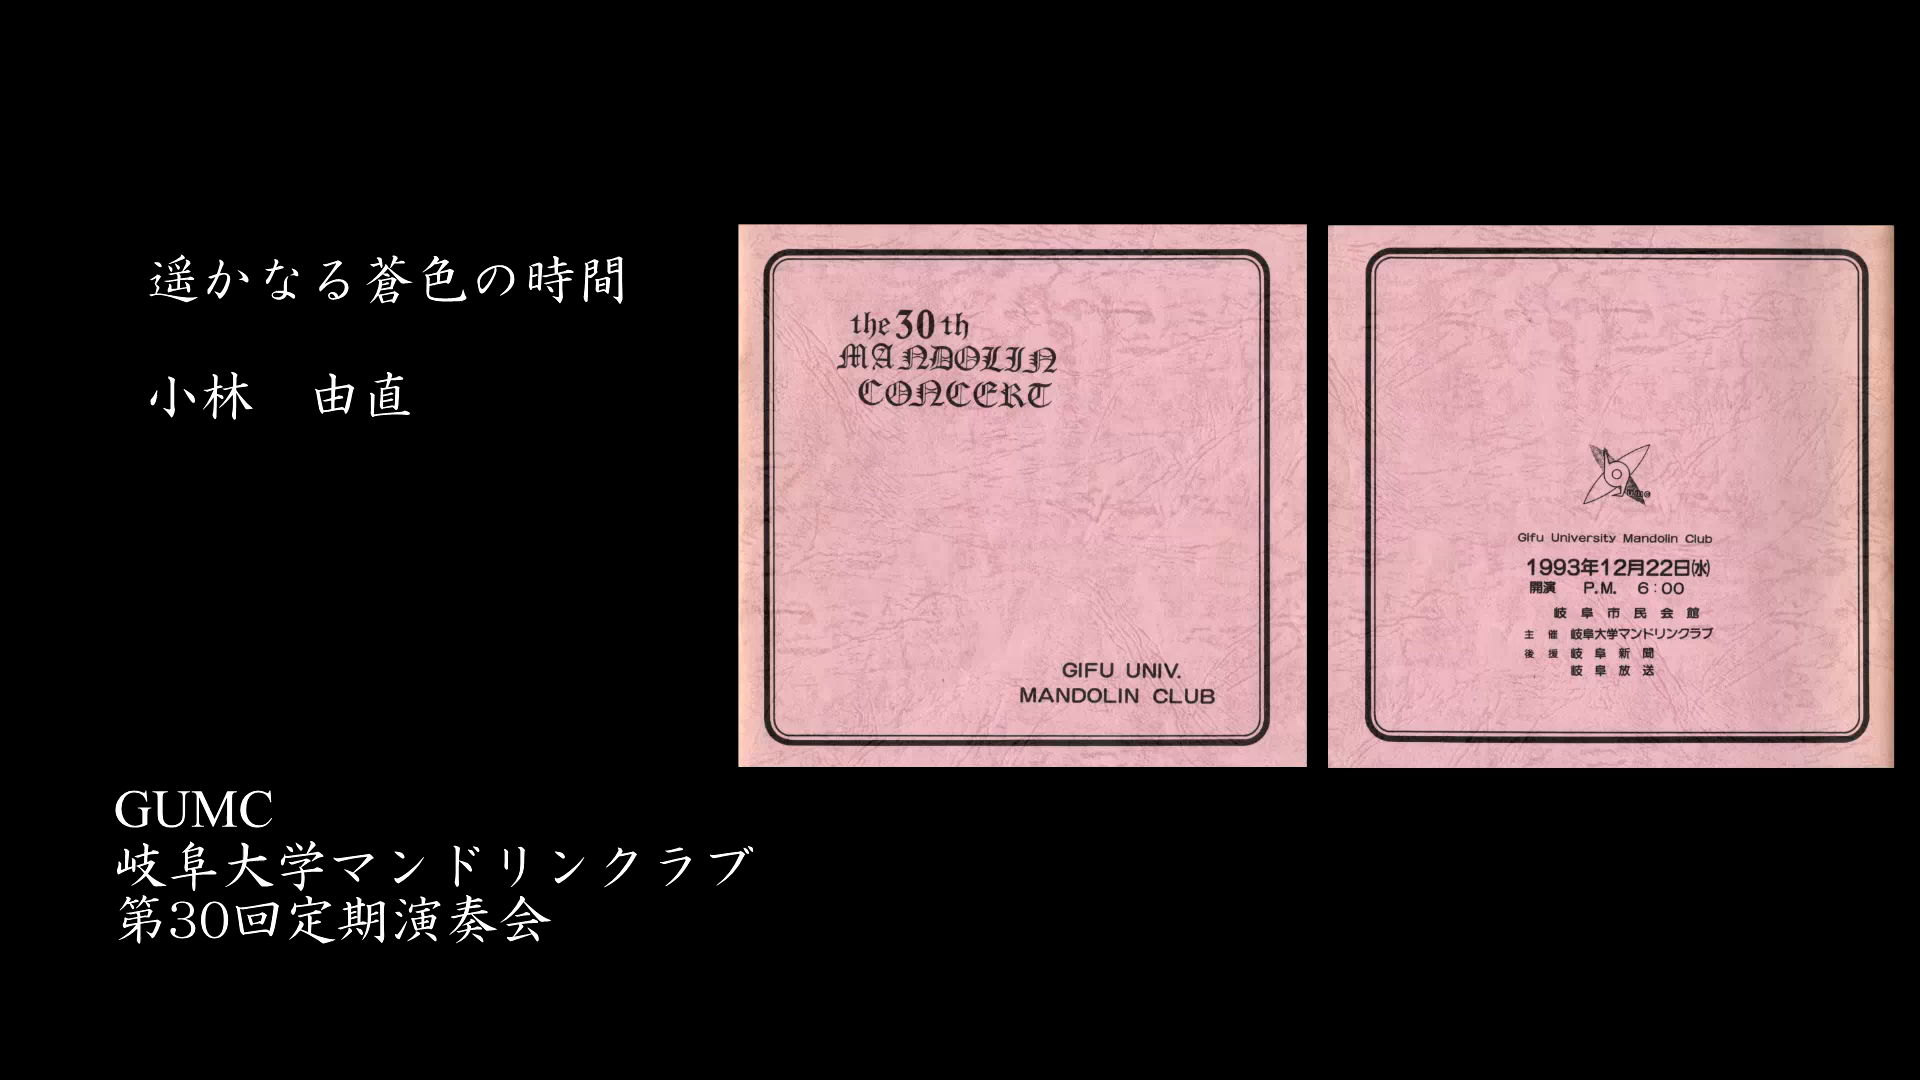 遥かなる蒼色の時間
小林　由直
GUMC
岐阜大学マンドリンクラブ
第30回定期演奏会
the 30 th
MANDOLIN
CONCERT
GIFU UNIV.
MANDOLIN CLUB
Gifu University Mandolin Club
1993年12月22日㈬
開演　P.M.　6：00
岐阜市民会館
主催　岐阜大学マンドリンクラブ
後援　岐阜新聞
岐阜放送